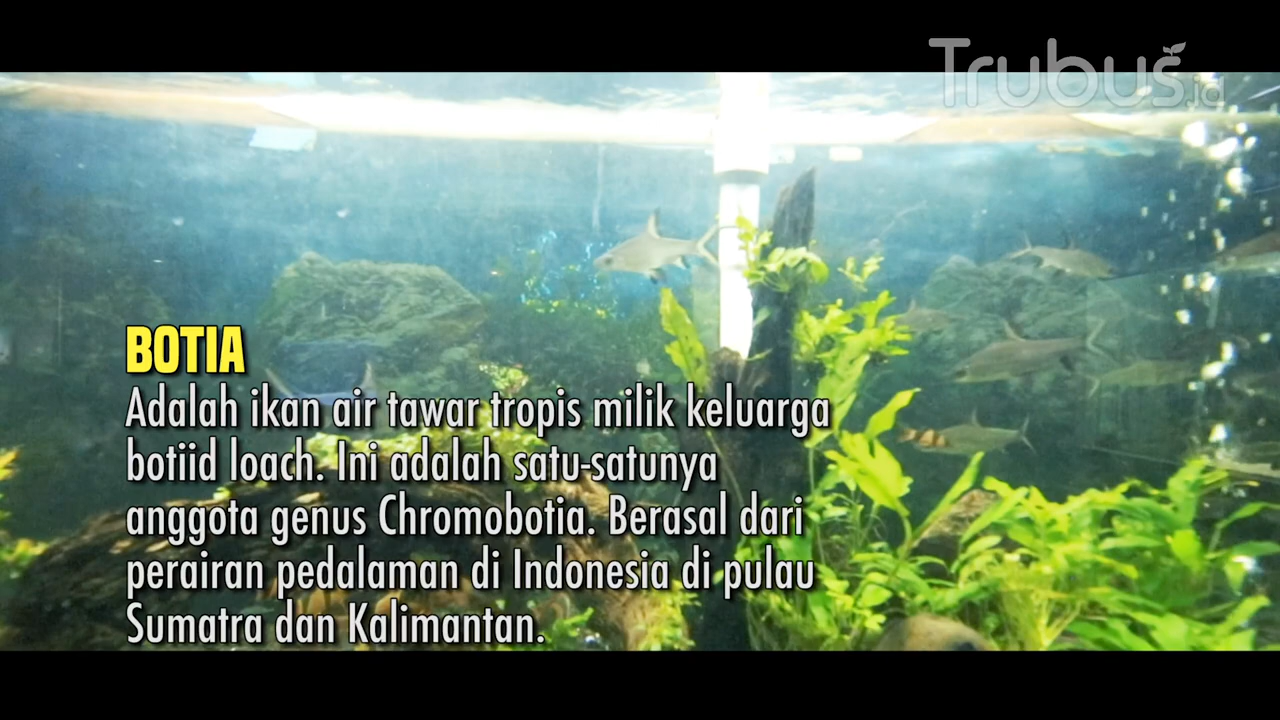 Trubus.id
BOTIA
Adalah ikan air tawar tropis milik keluarga
botiid loach. Ini adalah satu-satunya
anggota genus Chromobotia. Berasal dari
perairan pedalaman di Indonesia di pulau
Sumatra dan Kalimantan.